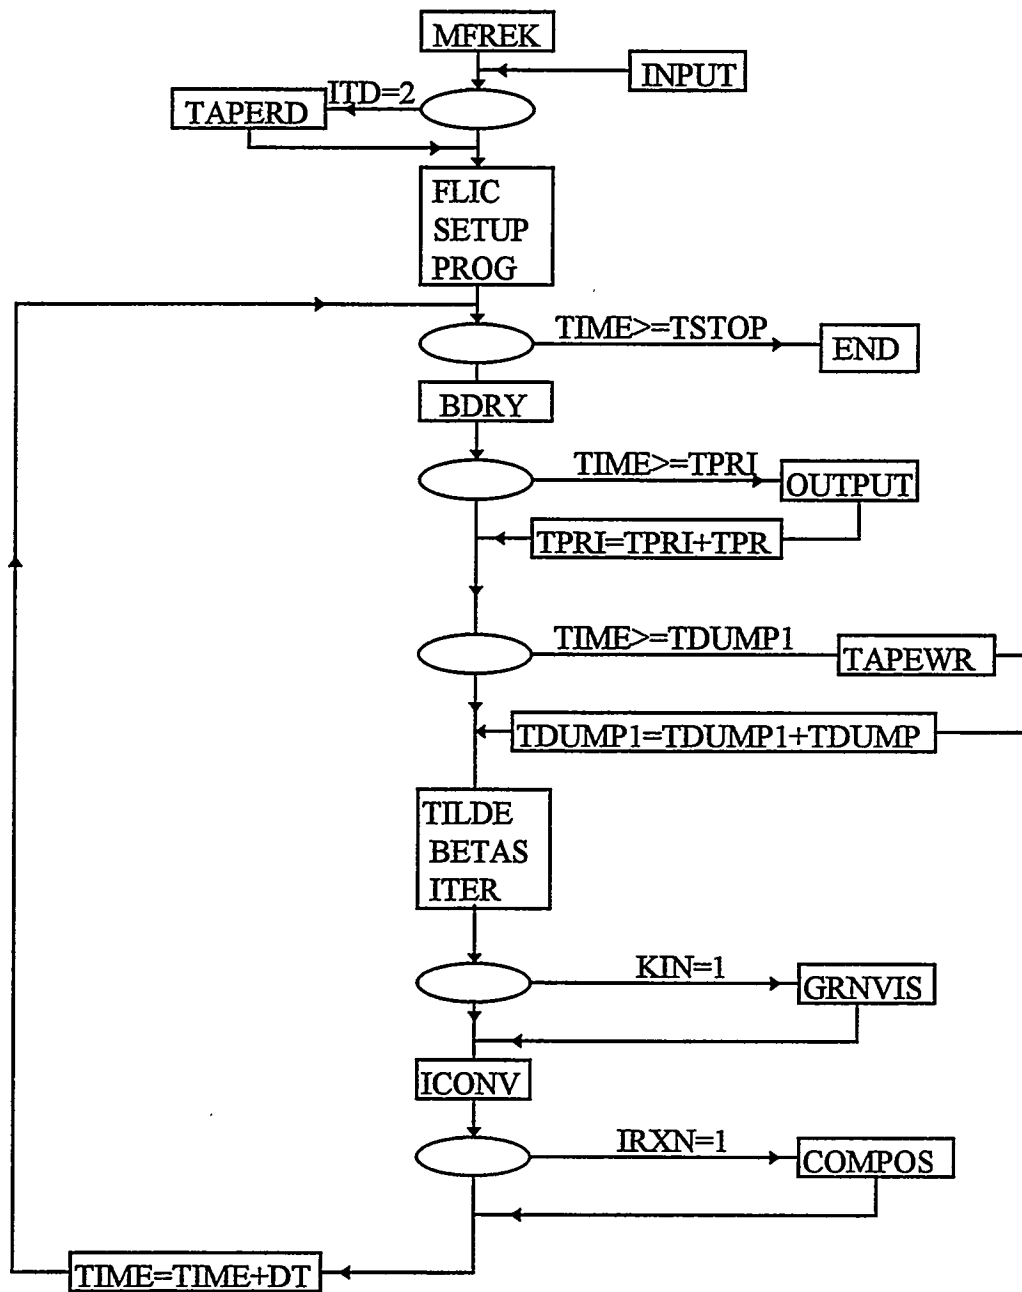 MFREK
INPUT
ITD=2
TAPERD
FLIC
SETUP
PROG
TIME>=TSTOP
END
BDRY
TIME>=TPRI
OUTPUT
TPRI=TPRI+TPR
TIME>=TDUMP1
TAPEWR
TDUMP1=TDUMP1+TDUMP
TILDE
BETAS
ITER
KIN=1
GRNVIS
ICONV
IRXN=1
COMPOS
TIME=TIME+DT